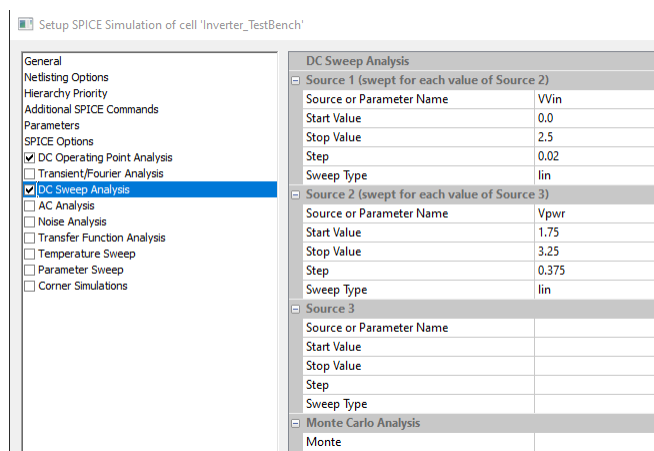 Setup SPICE Simulation of cell 'Inverter_TestBench'
General
Netlisting Options
Hierarchy Priority
Additional SPICE Commands
Parameters
SPICE Options
DC Operating Point Analysis
Transient/Fourier Analysis
DC Sweep Analysis
AC Analysis
Noise Analysis
Transfer Function Analysis
Temperature Sweep
Parameter Sweep
Corner Simulations
DC Sweep Analysis
Source 1 (swept for each value of Source 2)
Source or Parameter Name VVin
Start Value 0.0
Stop Value 2.5
Step 0.02
Sweep Type lin
Source 2 (swept for each value of Source 3)
Source or Parameter Name Vpwr
Start Value 1.75
Stop Value 3.25
Step 0.375
Sweep Type lin
Source 3
Source or Parameter Name
Start Value
Stop Value
Step
Sweep Type
Monte Carlo Analysis
Monte